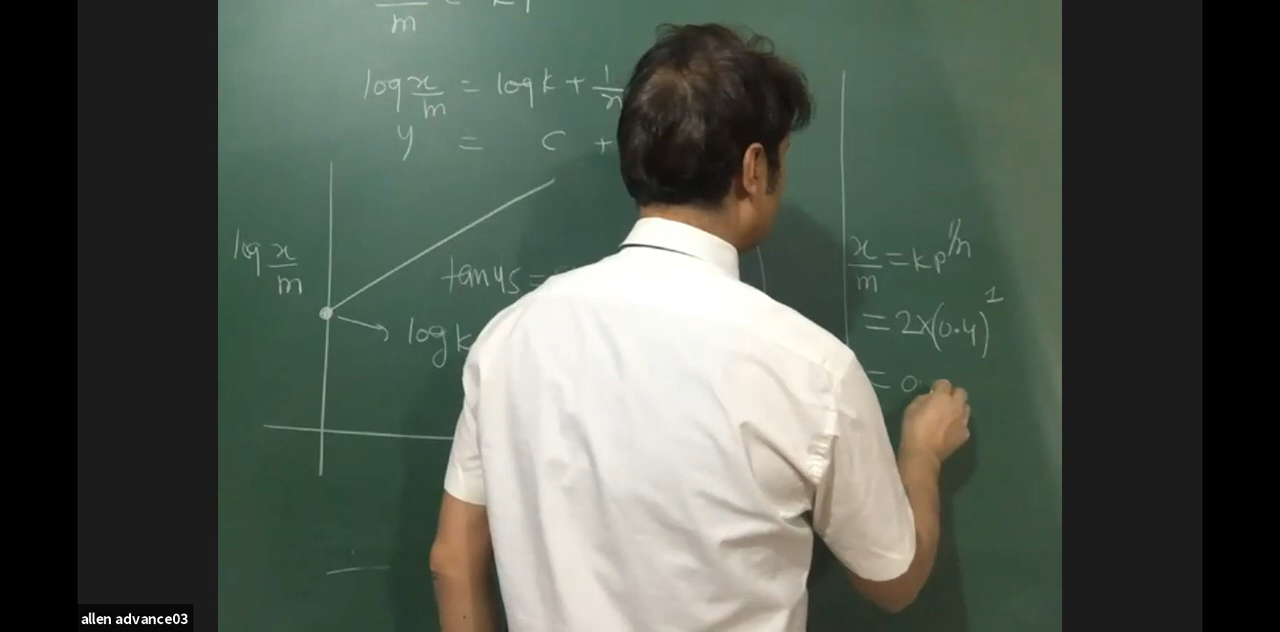 m
log x/m = log k + 1/n
y = c +
log x/m
tan45 =
log k
x/m = kp^1/n
= 2×(0.4)^1
= 0.
allen advance03